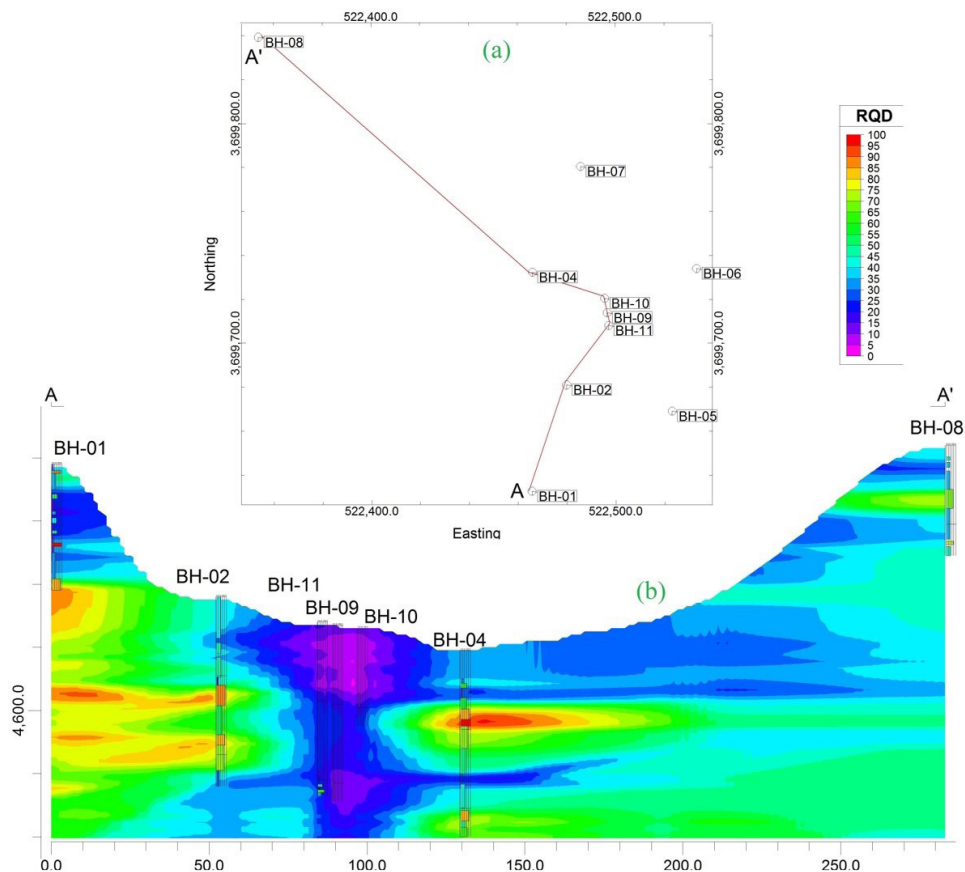 522,400.0 522,500.0
BH-08
A'
(a)
3,699,800.0
RQD
100
95
90
85
80
75
70
65
60
55
50
45
40
35
30
25
20
15
10
5
0
BH-07
Northing
BH-04
BH-06
BH-10
BH-09
BH-11
3,699,700.0
3,699,700.0
3,699,800.0
BH-02
BH-05
A
BH-01
522,400.0 522,500.0
Easting
A
A'
BH-01
BH-08
BH-02
BH-11
BH-09
BH-10
(b)
BH-04
4,600.0
0.0 50.0 100.0 150.0 200.0 250.0